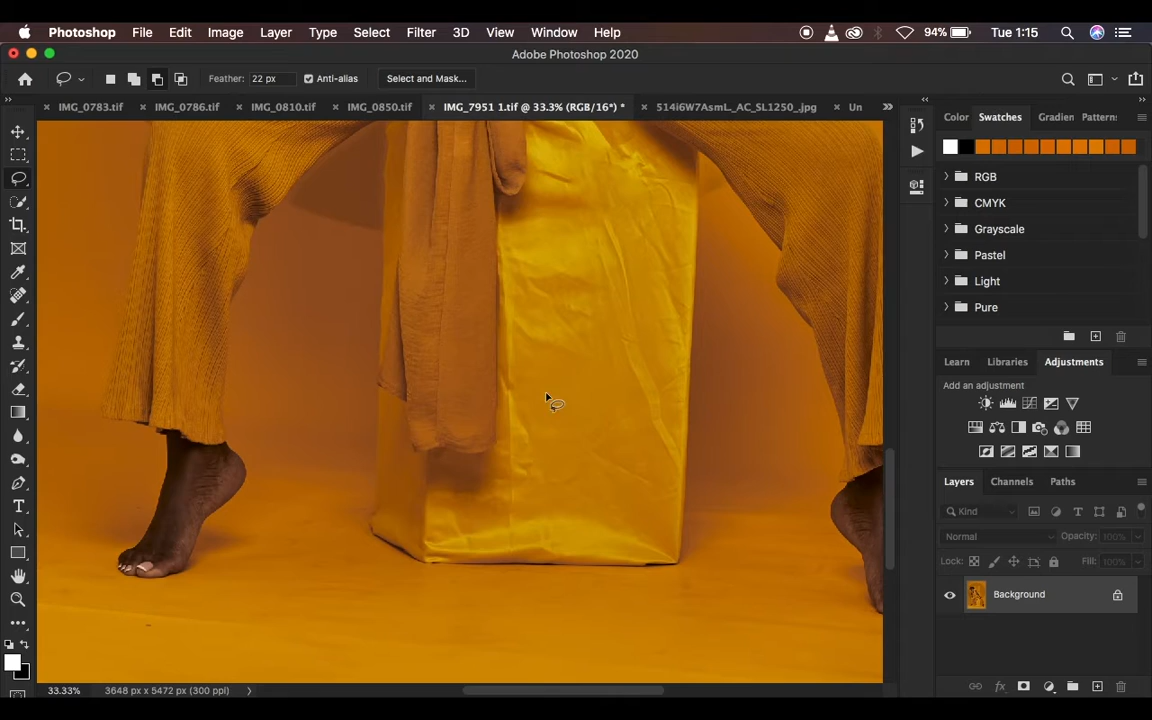 Photoshop File Edit Image Layer Type Select Filter 3D View Window Help 94% Tue 1:15
Adobe Photoshop 2020
Feather: 22 px Anti-alias Select and Mask...
IMG_0783.tif IMG_0786.tif IMG_0810.tif IMG_0850.tif IMG_7951 1.tif @ 33.3% (RGB/16*) * 514i6W7AsmL_AC_SL1250_.jpg Un
Color Swatches Gradien Pattern:
RGB
CMYK
Grayscale
Pastel
Light
Pure
Learn Libraries Adjustments
Add an adjustment
Layers Channels Paths
Kind
Normal Opacity: 100%
Lock: Fill: 100%
Background
33.33% 3648 px x 5472 px (300 ppi)